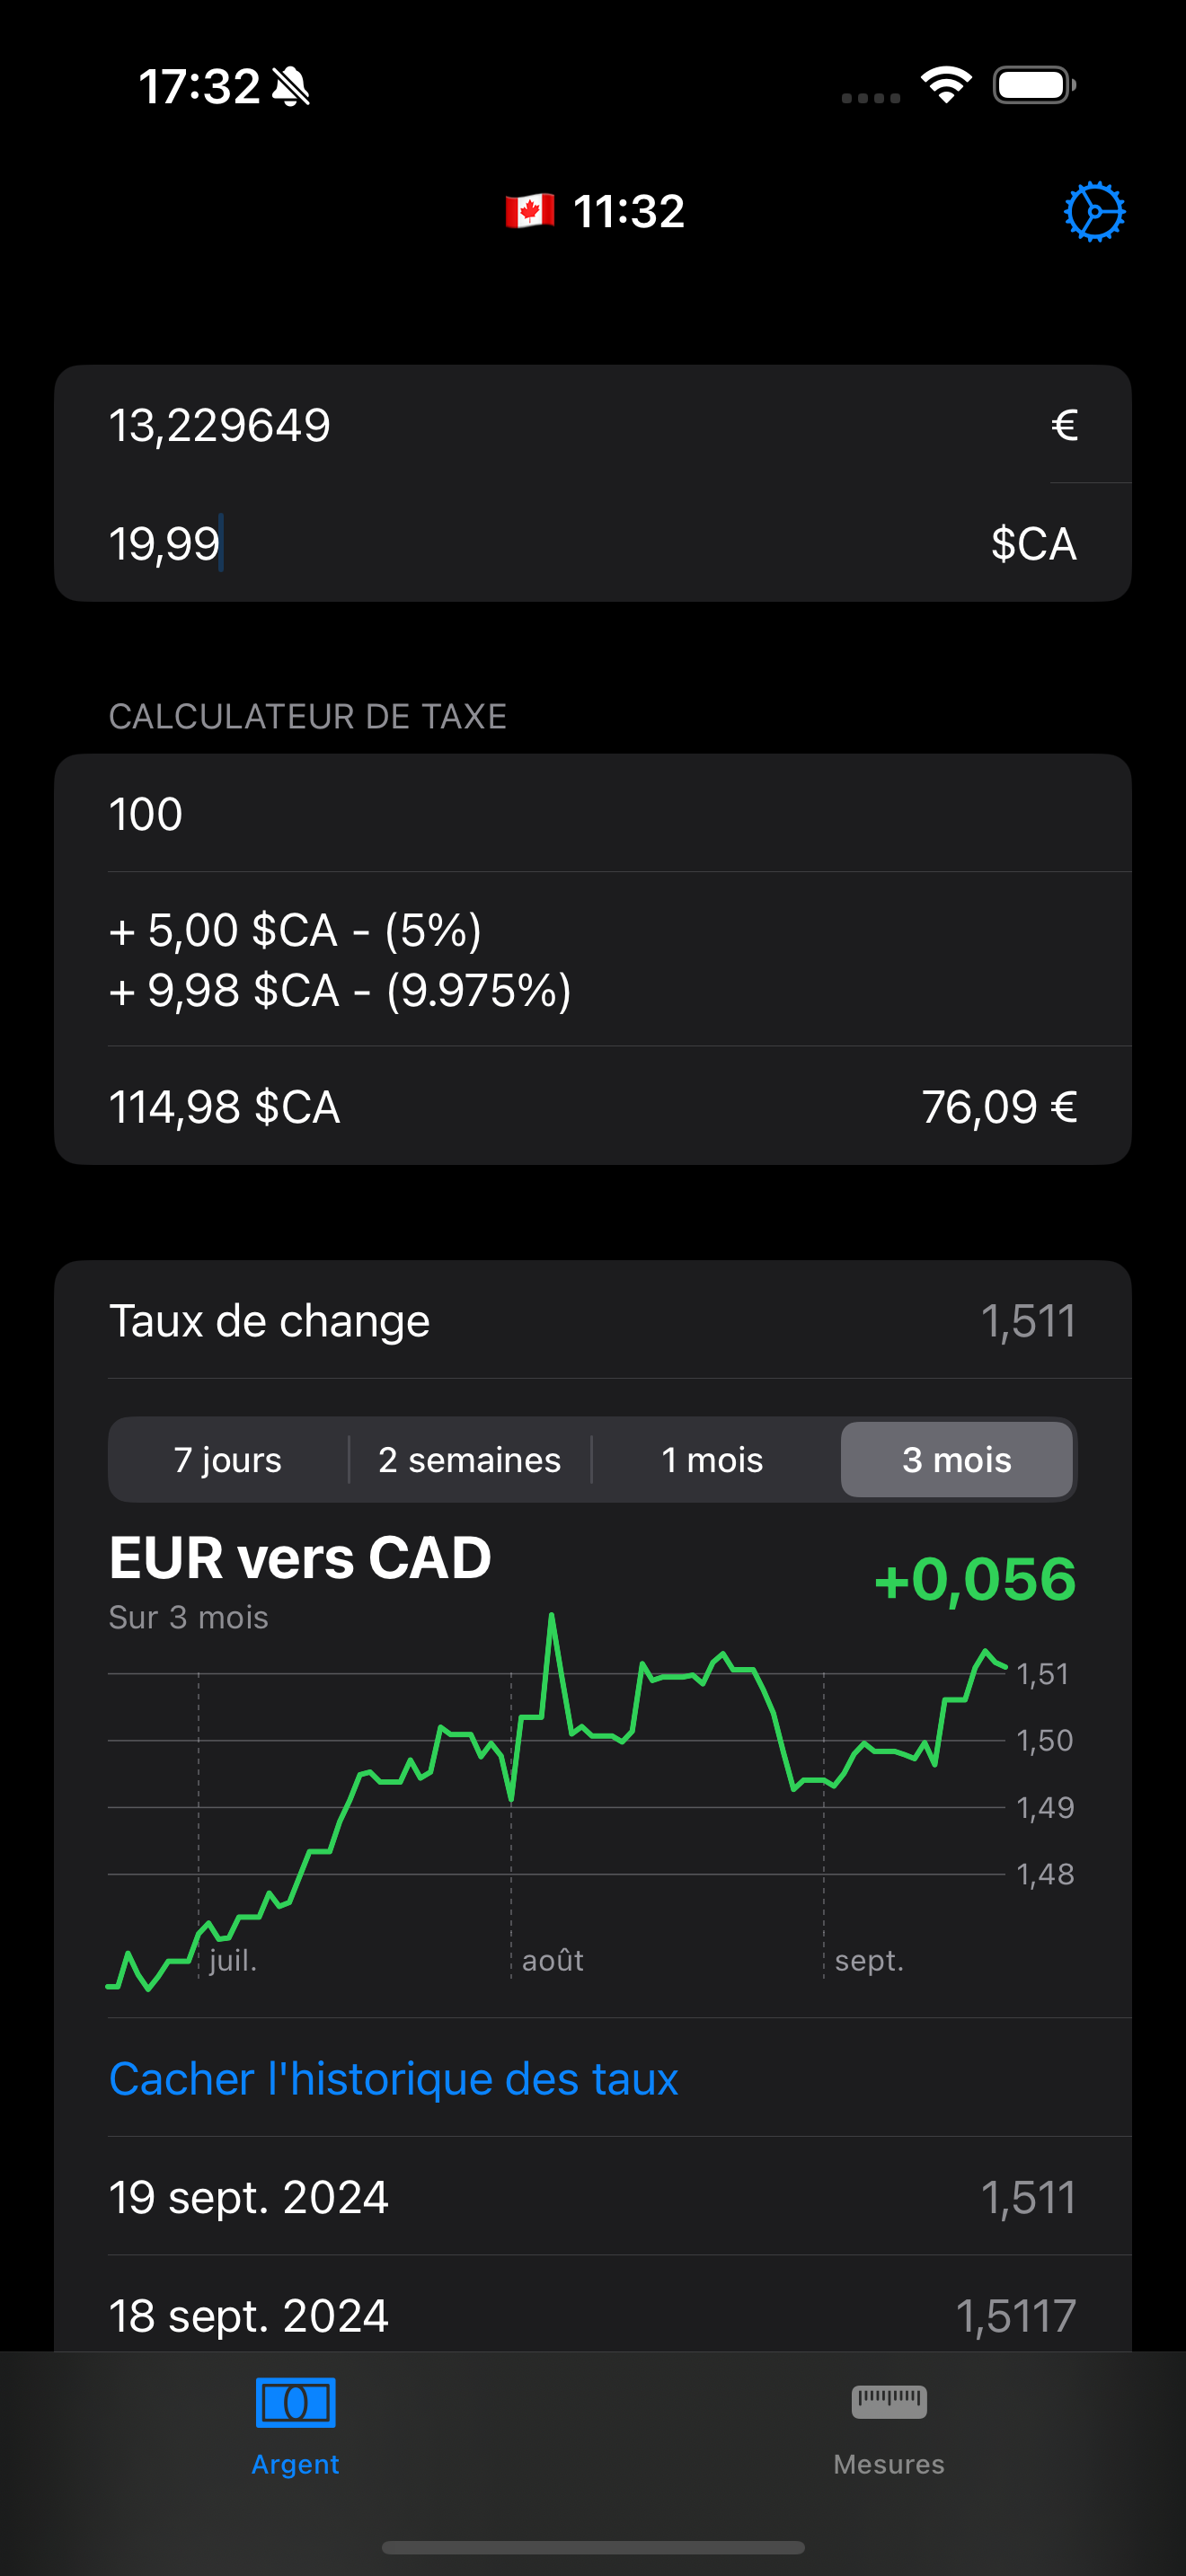 17:32
11:32
13,229649 €
19,99 $CA
CALCULATEUR DE TAXE
100
+ 5,00 $CA - (5%)
+ 9,98 $CA - (9.975%)
114,98 $CA 76,09 €
Taux de change 1,511
7 jours 2 semaines 1 mois 3 mois
EUR vers CAD +0,056
Sur 3 mois
1,51
1,50
1,49
1,48
juil. août sept.
Cacher l'historique des taux
19 sept. 2024 1,511
18 sept. 2024 1,5117
Argent Mesures